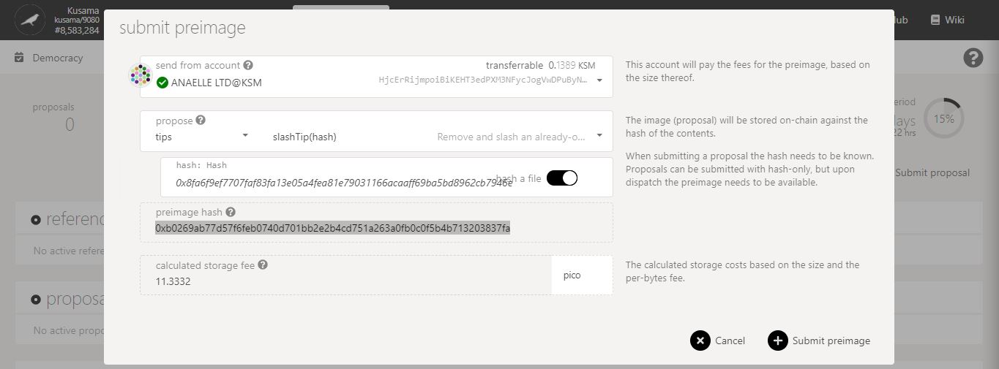 Kusama
kusama/9080
#8,583,284
Wiki
Democracy
submit preimage
send from account
transferrable 0.1389 KSM
ANAELLE LTD@KSM
HjcErRijmpoiBiKEHT3edPXM3NFycJogVwDPuByN…
This account will pay the fees for the preimage, based on
the size thereof.
proposals
0
propose
tips
slashTip(hash)
Remove and slash an already-o…
The image (proposal) will be stored on-chain against the
hash of the contents.
15%
22 hrs
hash: Hash
0x8fa6f9ef7707faf83fa13e05a4fea81e79031166acaaff69ba5bd8962cb7946e
hash a file
When submitting a proposal the hash needs to be known.
Proposals can be submitted with hash-only, but upon
dispatch the preimage needs to be available.
Submit proposal
preimage hash
0xb0269ab77d57f6feb0740d701bb2e2b4cd751a263a0fb0c0f5b4b713203837fa
referenc
No active refere
calculated storage fee
11.3332
pico
The calculated storage costs based on the size and the
per-bytes fee.
proposa
No active propo
Cancel
Submit preimage